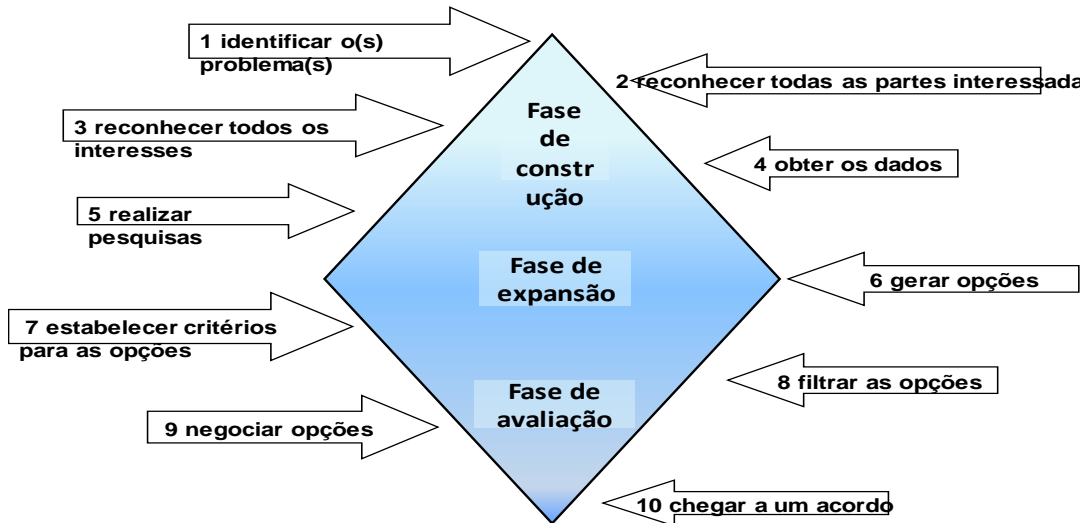 1 identificar o(s)
problema(s)
2 reconhecer todas as partes interessada
Fase
de
constr
ução
3 reconhecer todos os
interesses
4 obter os dados
5 realizar
pesquisas
Fase de
expansão
6 gerar opções
7 estabelecer critérios
para as opções
8 filtrar as opções
Fase de
avaliação
9 negociar opções
10 chegar a um acordo